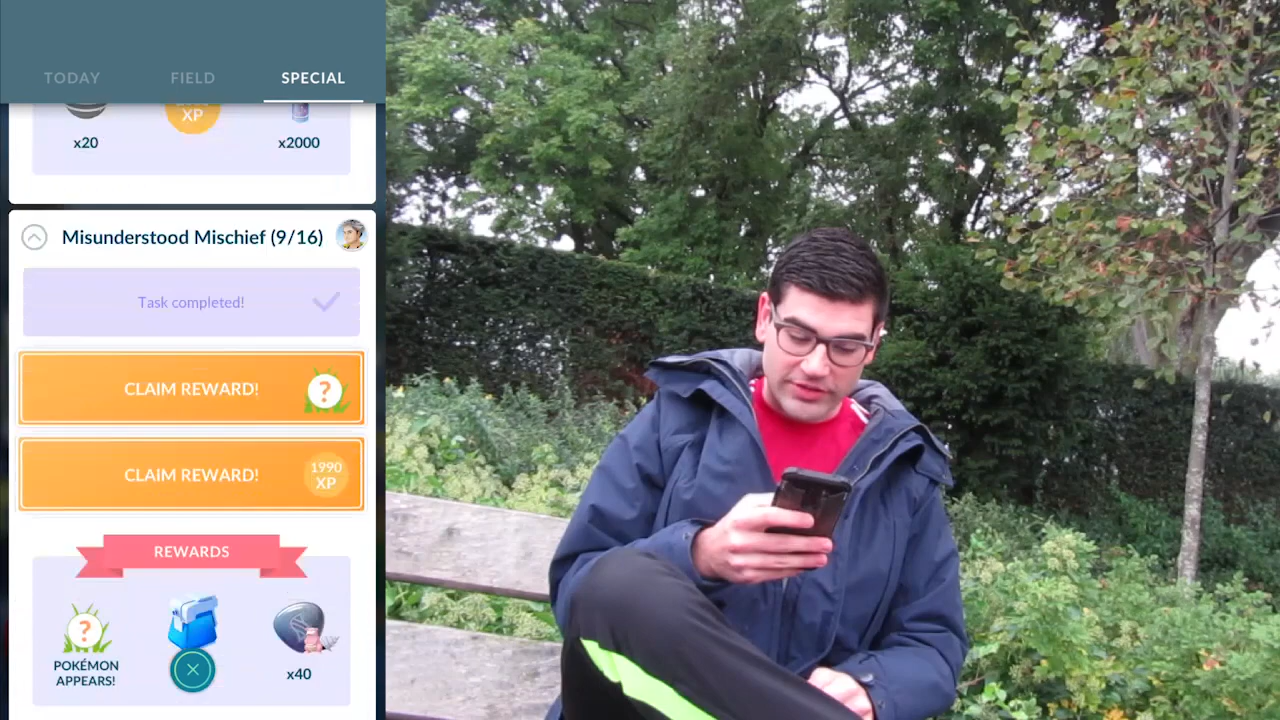 TODAY
FIELD
SPECIAL
XP
x20
x2000
Misunderstood Mischief (9/16)
Task completed!
CLAIM REWARD!
?
CLAIM REWARD!
1990
XP
REWARDS
?
POKÉMON
APPEARS!
x40